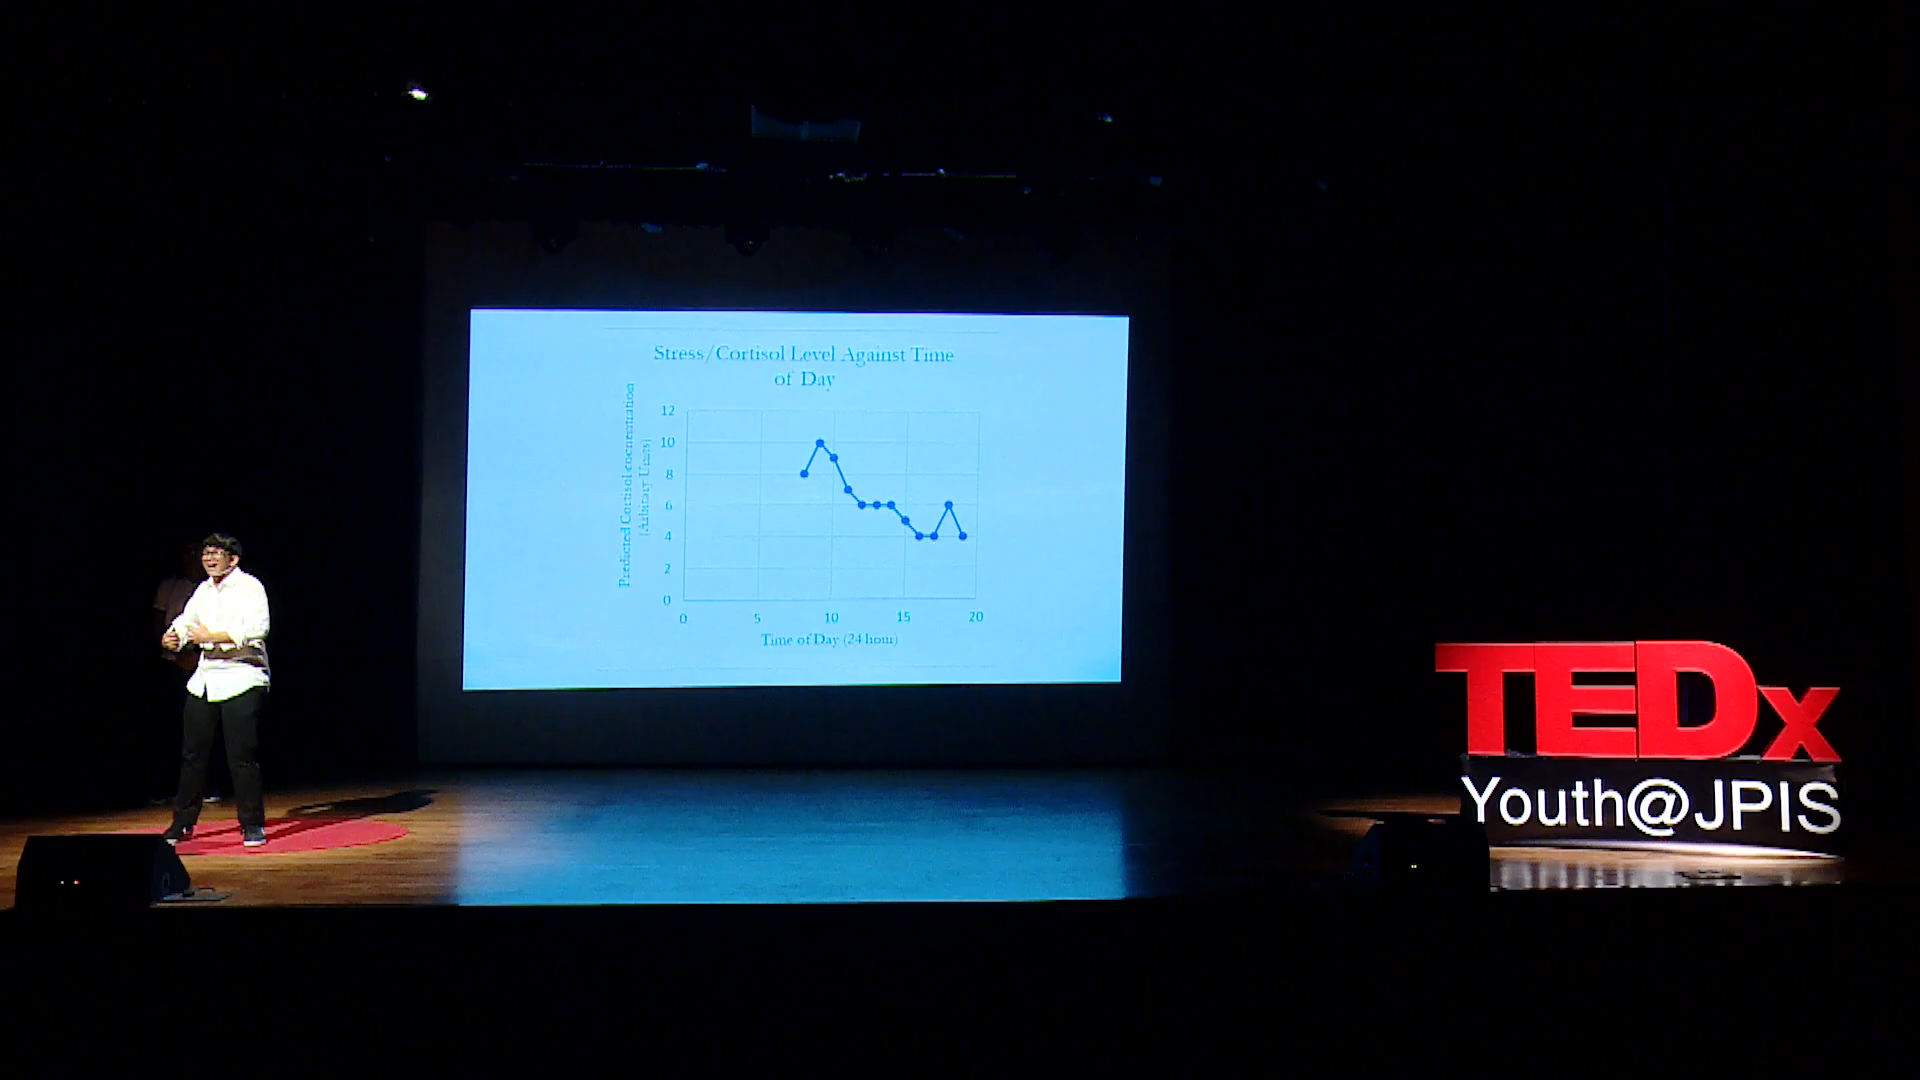 Stress/Cortisol Level Against Time
of Day
Predicted Cortisol cocnentration
(Arbitrary Units)
12
10
8
6
4
2
0
0 5 10 15 20
Time of Day (24 hour)
TEDx
Youth@JPIS